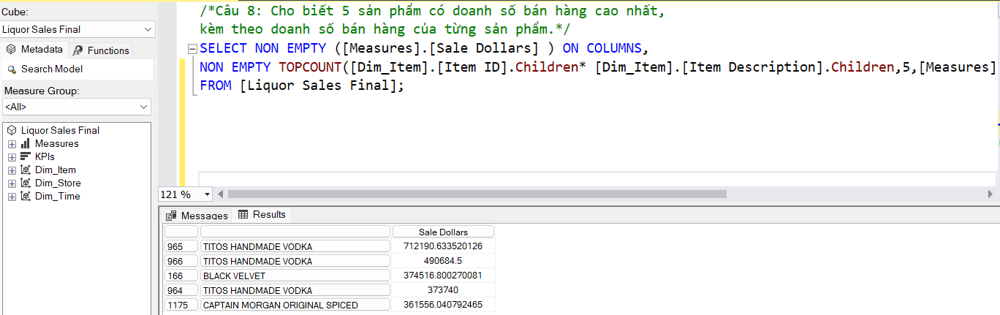 Cube:
Liquor Sales Final
Metadata
Functions
Search Model
Measure Group:
<All>
Liquor Sales Final
Measures
KPIs
Dim_Item
Dim_Store
Dim_Time
/*Câu 8: Cho biết 5 sản phẩm có doanh số bán hàng cao nhất,
kèm theo doanh số bán hàng của từng sản phẩm.*/
SELECT NON EMPTY ([Measures].[Sale Dollars] ) ON COLUMNS,
NON EMPTY TOPCOUNT([Dim_Item].[Item ID].Children* [Dim_Item].[Item Description].Children,5,[Measures]
FROM [Liquor Sales Final];
121 %
Messages
Results
Sale Dollars
965 TITOS HANDMADE VODKA 712190.633520126
966 TITOS HANDMADE VODKA 490684.5
166 BLACK VELVET 374516.800270081
964 TITOS HANDMADE VODKA 373740
1175 CAPTAIN MORGAN ORIGINAL SPICED 361556.040792465